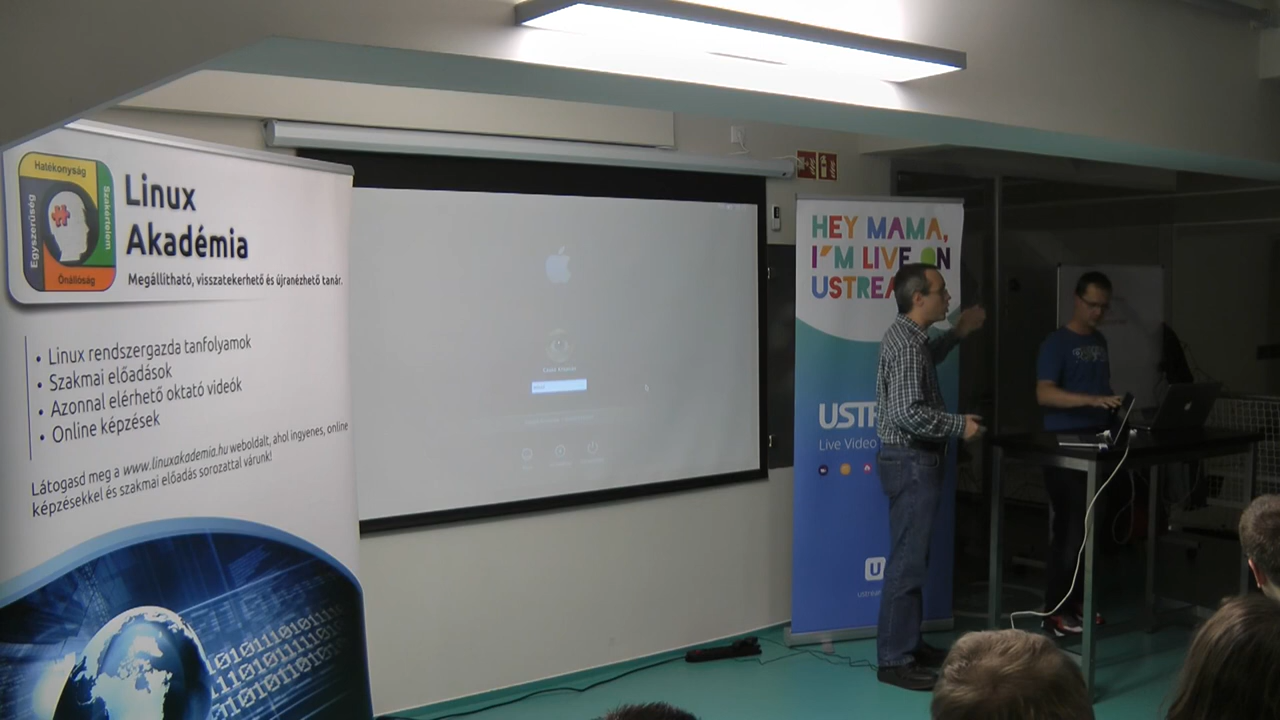 Hatékonyság
Egyszerűség
Szakértelem
Önállóság
Linux
Akadémia
Megállítható, visszatekerhető és újranézhető tanár.
• Linux rendszergazda tanfolyamok
• Szakmai előadások
• Azonnal elérhető oktató videók
• Online képzések
Látogasd meg a www.linuxakademia.hu weboldalt, ahol ingyenes, online
képzésekkel és szakmai előadás sorozattal várunk!
1010111010111
HEY MAMA,
I'M LIVE ON
USTREA
USTR
Live Video
U
ustream